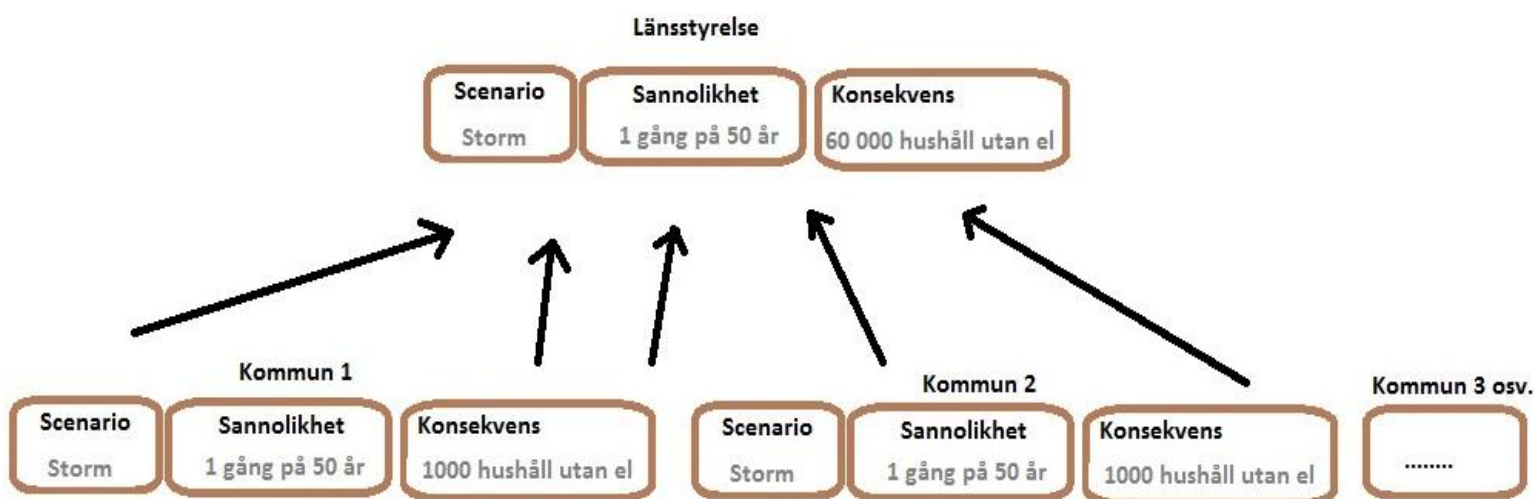 Länsstyrelse
Scenario
Storm
Sannolikhet
1 gång på 50 år
Konsekvens
60 000 hushåll utan el
Kommun 1
Scenario
Storm
Sannolikhet
1 gång på 50 år
Konsekvens
1000 hushåll utan el
Kommun 2
Scenario
Storm
Sannolikhet
1 gång på 50 år
Konsekvens
1000 hushåll utan el
Kommun 3 osv.
........